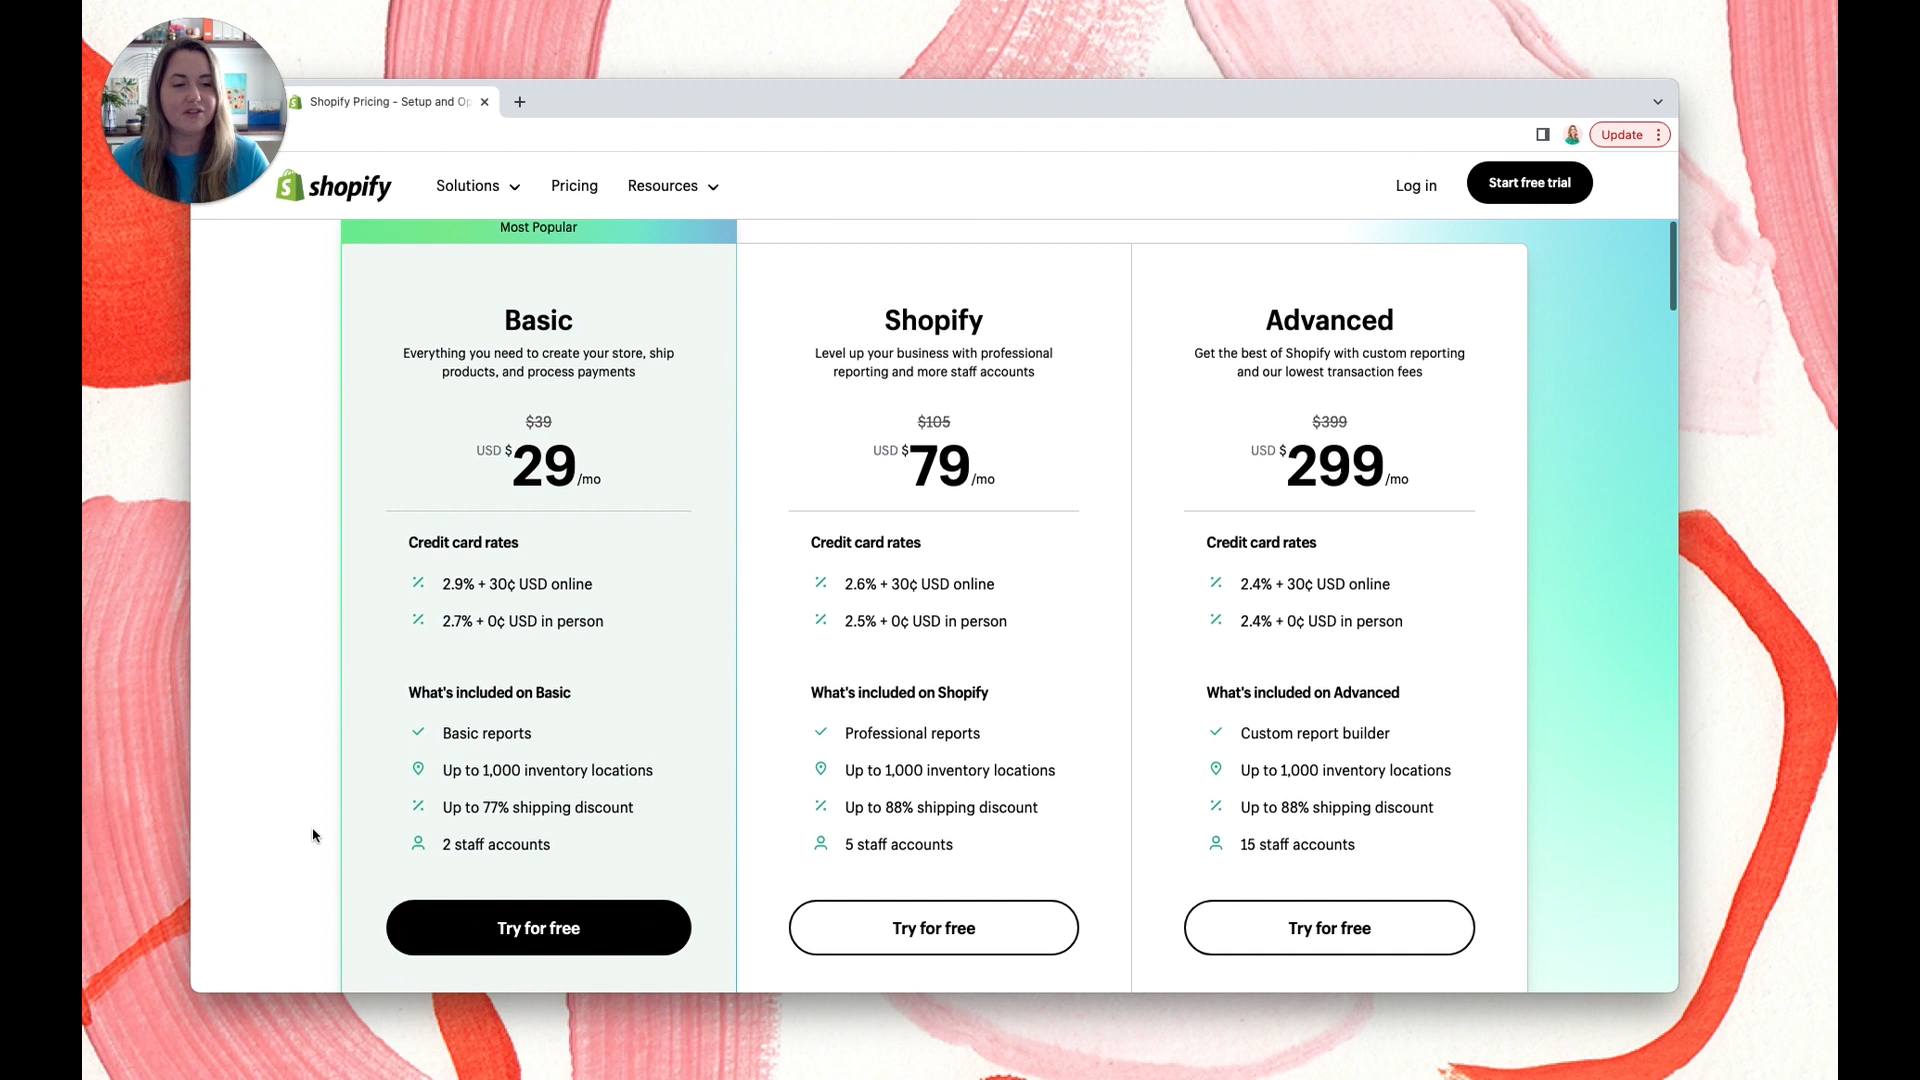 Shopify Pricing - Setup and Op
Update
shopify
Solutions
Pricing
Resources
Log in
Start free trial
Most Popular
Basic
Everything you need to create your store, ship
products, and process payments
$39
USD $29/mo
Credit card rates
2.9% + 30¢ USD online
2.7% + 0¢ USD in person
What's included on Basic
Basic reports
Up to 1,000 inventory locations
Up to 77% shipping discount
2 staff accounts
Try for free
Shopify
Level up your business with professional
reporting and more staff accounts
$105
USD $79/mo
Credit card rates
2.6% + 30¢ USD online
2.5% + 0¢ USD in person
What's included on Shopify
Professional reports
Up to 1,000 inventory locations
Up to 88% shipping discount
5 staff accounts
Try for free
Advanced
Get the best of Shopify with custom reporting
and our lowest transaction fees
$399
USD $299/mo
Credit card rates
2.4% + 30¢ USD online
2.4% + 0¢ USD in person
What's included on Advanced
Custom report builder
Up to 1,000 inventory locations
Up to 88% shipping discount
15 staff accounts
Try for free